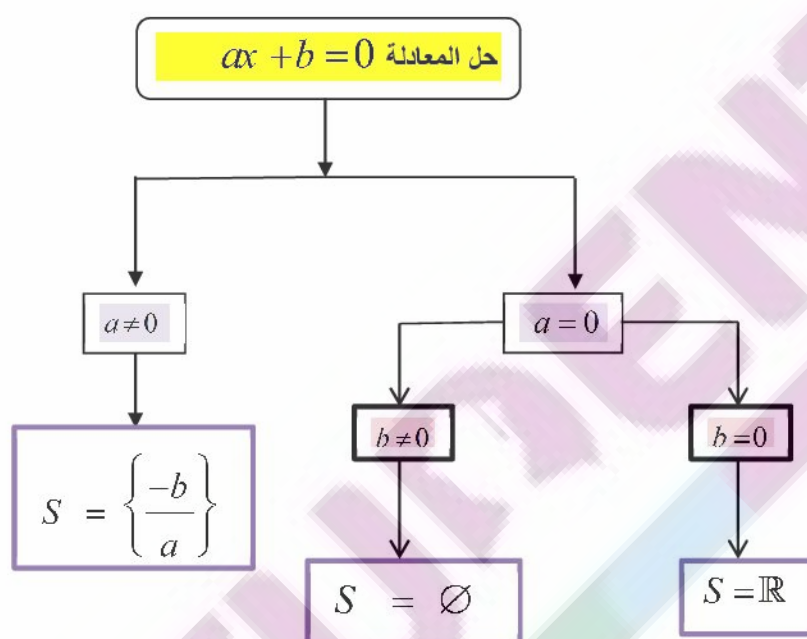 حل المعادلة ax + b = 0
a ≠ 0
a = 0
b ≠ 0
b = 0
S = {-b/a}
S = ∅
S = ℝ